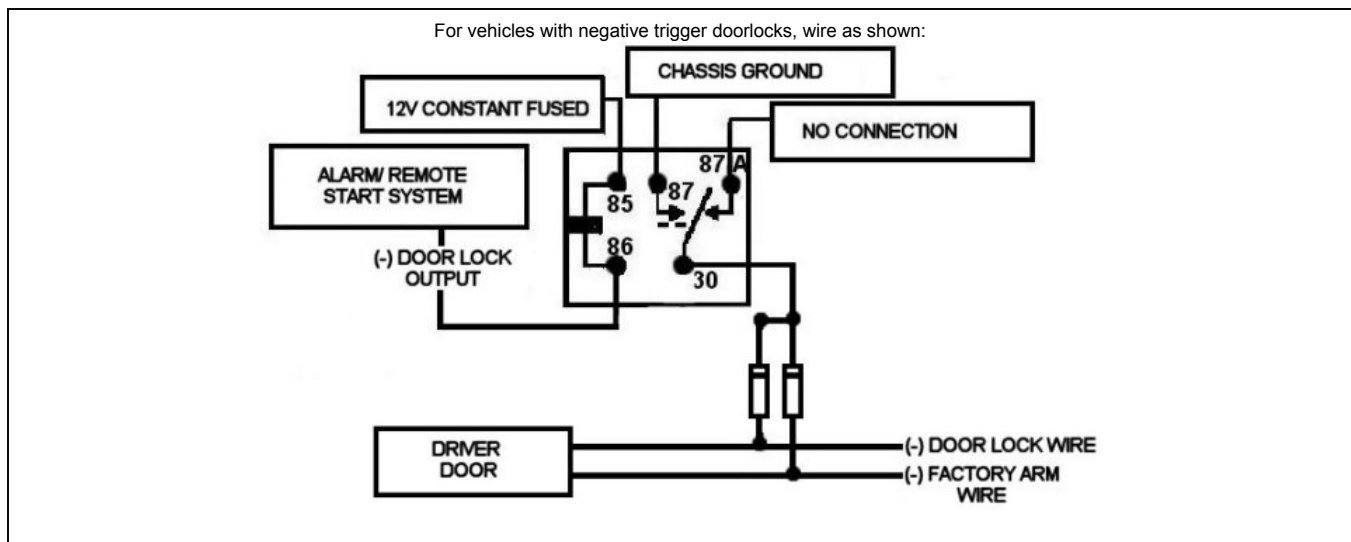 For vehicles with negative trigger doorlocks, wire as shown:
CHASSIS GROUND
12V CONSTANT FUSED
NO CONNECTION
ALARM/ REMOTE
START SYSTEM
87 A
87
85
86
(-) DOOR LOCK
OUTPUT
30
DRIVER
DOOR
(-) DOOR LOCK WIRE
(-) FACTORY ARM
WIRE